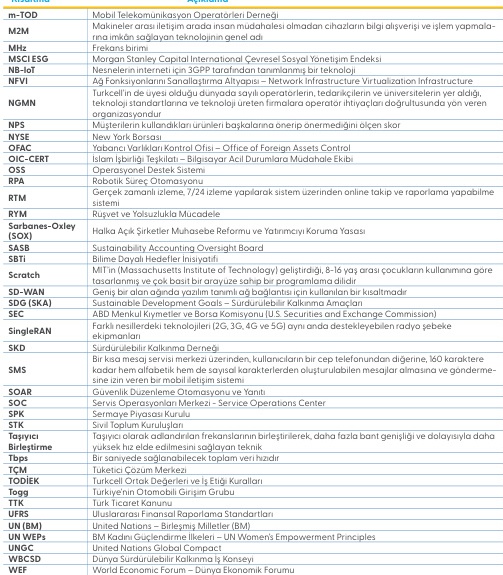 Kısaltma Açıklama
m-TOD Mobil Telekomünikasyon Operatörleri Derneği
M2M Makineler arası iletişim arada insan müdahalesi olmadan cihazların bilgi alışverişi ve işlem yapmala-
rına imkân sağlayan teknolojinin genel adı
MHz Frekans birimi
MSCI ESG Morgan Stanley Capital International Çevresel Sosyal Yönetişim Endeksi
NB-IoT Nesnelerin interneti için 3GPP tarafından tanımlanmış bir teknoloji
NFVI Ağ Fonksiyonlarını Sanallaştırma Altyapısı – Network Infrastructure Virtualization Infrastructure
NGMN Turkcell'in de üyesi olduğu dünyada sayılı operatörlerin, tedarikçilerin ve üniversitelerin yer aldığı,
teknoloji standartlarına ve teknoloji üreten firmalara operatör ihtiyaçları doğrultusunda yön veren
organizasyondur
NPS Müşterilerin kullandıkları ürünleri başkalarına önerip önermediğini ölçen skor
NYSE New York Borsası
OFAC Yabancı Varlıkları Kontrol Ofisi – Office of Foreign Assets Control
OIC-CERT İslam İşbirliği Teşkilatı – Bilgisayar Acil Durumlara Müdahale Ekibi
OSS Operasyonel Destek Sistemi
RPA Robotik Süreç Otomasyonu
RTM Gerçek zamanlı izleme, 7/24 izleme yapılarak sistem üzerinden online takip ve raporlama yapabilme
sistemi
RYM Rüşvet ve Yolsuzlukla Mücadele
Sarbanes-Oxley
(SOX) Halka Açık Şirketler Muhasebe Reformu ve Yatırımcıyı Koruma Yasası
SASB Sustainability Accounting Oversight Board
SBTi Bilime Dayalı Hedefler İnisiyatifi
Scratch MIT'in (Massachusetts Institute of Technology) geliştirdiği, 8-16 yaş arası çocukların kullanımına göre
tasarlanmış ve çok basit bir arayüze sahip bir programlama dilidir
SD-WAN Geniş bir alan ağında yazılım tanımlı ağ bağlantısı için kullanılan bir kısaltmadır
SDG (SKA) Sustainable Development Goals – Sürdürülebilir Kalkınma Amaçları
SEC ABD Menkul Kıymetler ve Borsa Komisyonu (U.S. Securities and Exchange Commission)
SingleRAN Farklı nesillerdeki teknolojileri (2G, 3G, 4G ve 5G) aynı anda destekleyebilen radyo şebeke
ekipmanları
SKD Sürdürülebilir Kalkınma Derneği
SMS Bir kısa mesaj servisi merkezi üzerinden, kullanıcıların bir cep telefonundan diğerine, 160 karaktere
kadar hem alfabetik hem de sayısal karakterlerden oluşturulabilen mesajlar almasına ve gönderme-
sine izin veren bir mobil iletişim sistemi
SOAR Güvenlik Düzenleme Otomasyonu ve Yanıtı
SOC Servis Operasyonları Merkezi - Service Operations Center
SPK Sermaye Piyasası Kurulu
STK Sivil Toplum Kuruluşları
Taşıyıcı Taşıyıcı olarak adlandırılan frekanslarının birleştirilerek, daha fazla bant genişliği ve dolayısıyla daha
Birleştirme yüksek hız elde edilmesini sağlayan teknik
Tbps Bir saniyede sağlanabilecek toplam veri hızıdır
TÇM Tüketici Çözüm Merkezi
TODİEK Turkcell Ortak Değerleri ve İş Etiği Kuralları
Togg Türkiye'nin Otomobili Girişim Grubu
TTK Türk Ticaret Kanunu
UFRS Uluslararası Finansal Raporlama Standartları
UN (BM) United Nations – Birleşmiş Milletler (BM)
UN WEPs BM Kadını Güçlendirme İlkeleri – UN Women's Empowerment Principles
UNGC United Nations Global Compact
WBCSD Dünya Sürdürülebilir Kalkınma İş Konseyi
WEF World Economic Forum – Dünya Ekonomik Forumu